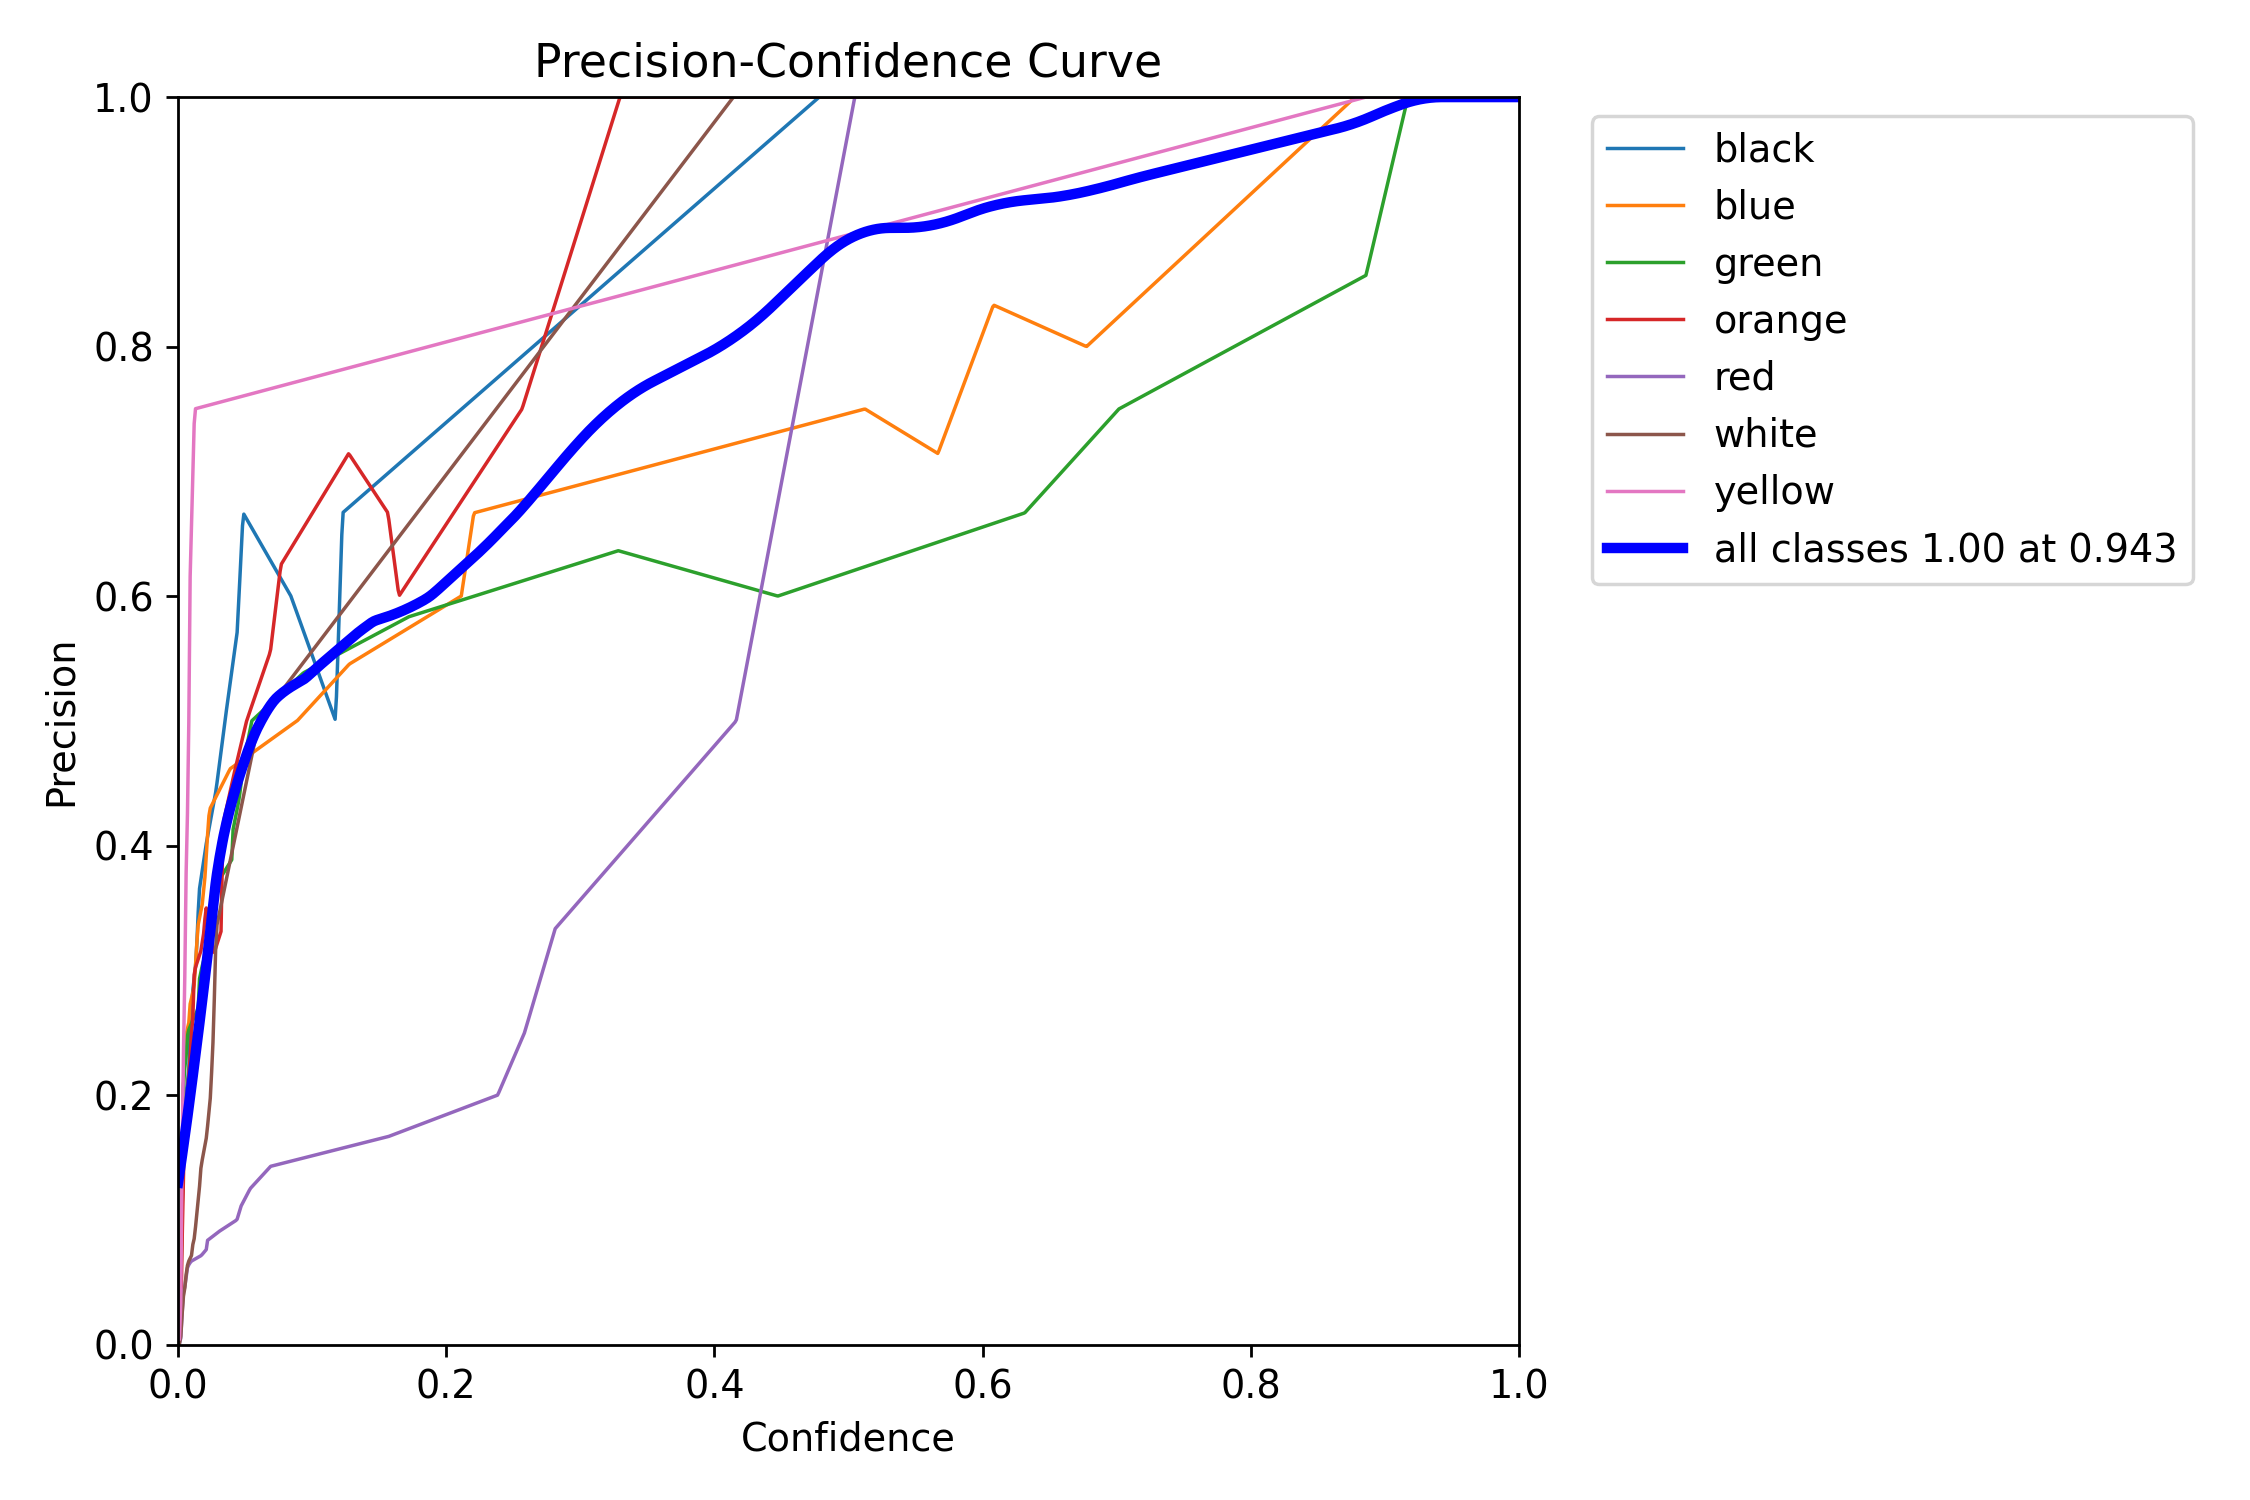 Precision-Confidence Curve
1.0
0.8
0.6
0.4
0.2
0.0
Precision
0.0 0.2 0.4 0.6 0.8 1.0
Confidence
black
blue
green
orange
red
white
yellow
all classes 1.00 at 0.943